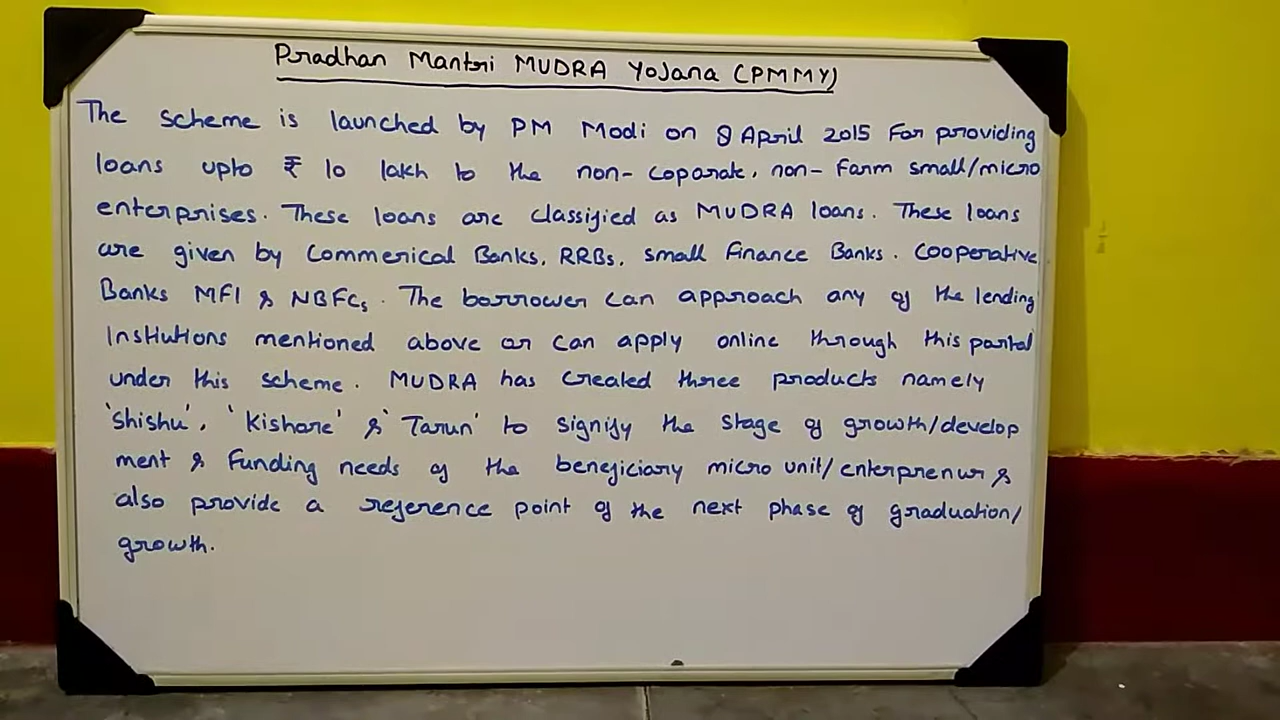 Pradhan Mantri MUDRA Yojana (PMMY)
The scheme is launched by PM Modi on 8 April 2015 For providing
loans upto ₹ 10 lakh to the non-coparate, non-Farm small/micro
enterprises. These loans are classified as MUDRA loans. These loans
are given by Commerical Banks, RRBs, small Finance Banks. Cooperative
Banks MFI & NBFCs. The borrower can approach any of the lending
Instiutions mentioned above or can apply online through this portal
under this scheme. MUDRA has created three products namely
'Shishu', 'Kishore' & 'Tarun' to signify the stage of growth/develop
ment & Funding needs of the beneficiary micro unit/enterprenur &
also provide a reference point of the next phase of graduation/
growth.